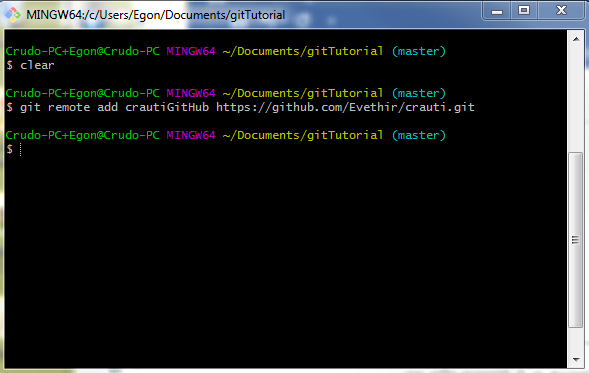 MINGW64:/c/Users/Egon/Documents/gitTutorial
Crudo-PC+Egon@Crudo-PC MINGW64 ~/Documents/gitTutorial (master)
$ clear
Crudo-PC+Egon@Crudo-PC MINGW64 ~/Documents/gitTutorial (master)
$ git remote add crautiGitHub https://github.com/Evethir/crauti.git
Crudo-PC+Egon@Crudo-PC MINGW64 ~/Documents/gitTutorial (master)
$